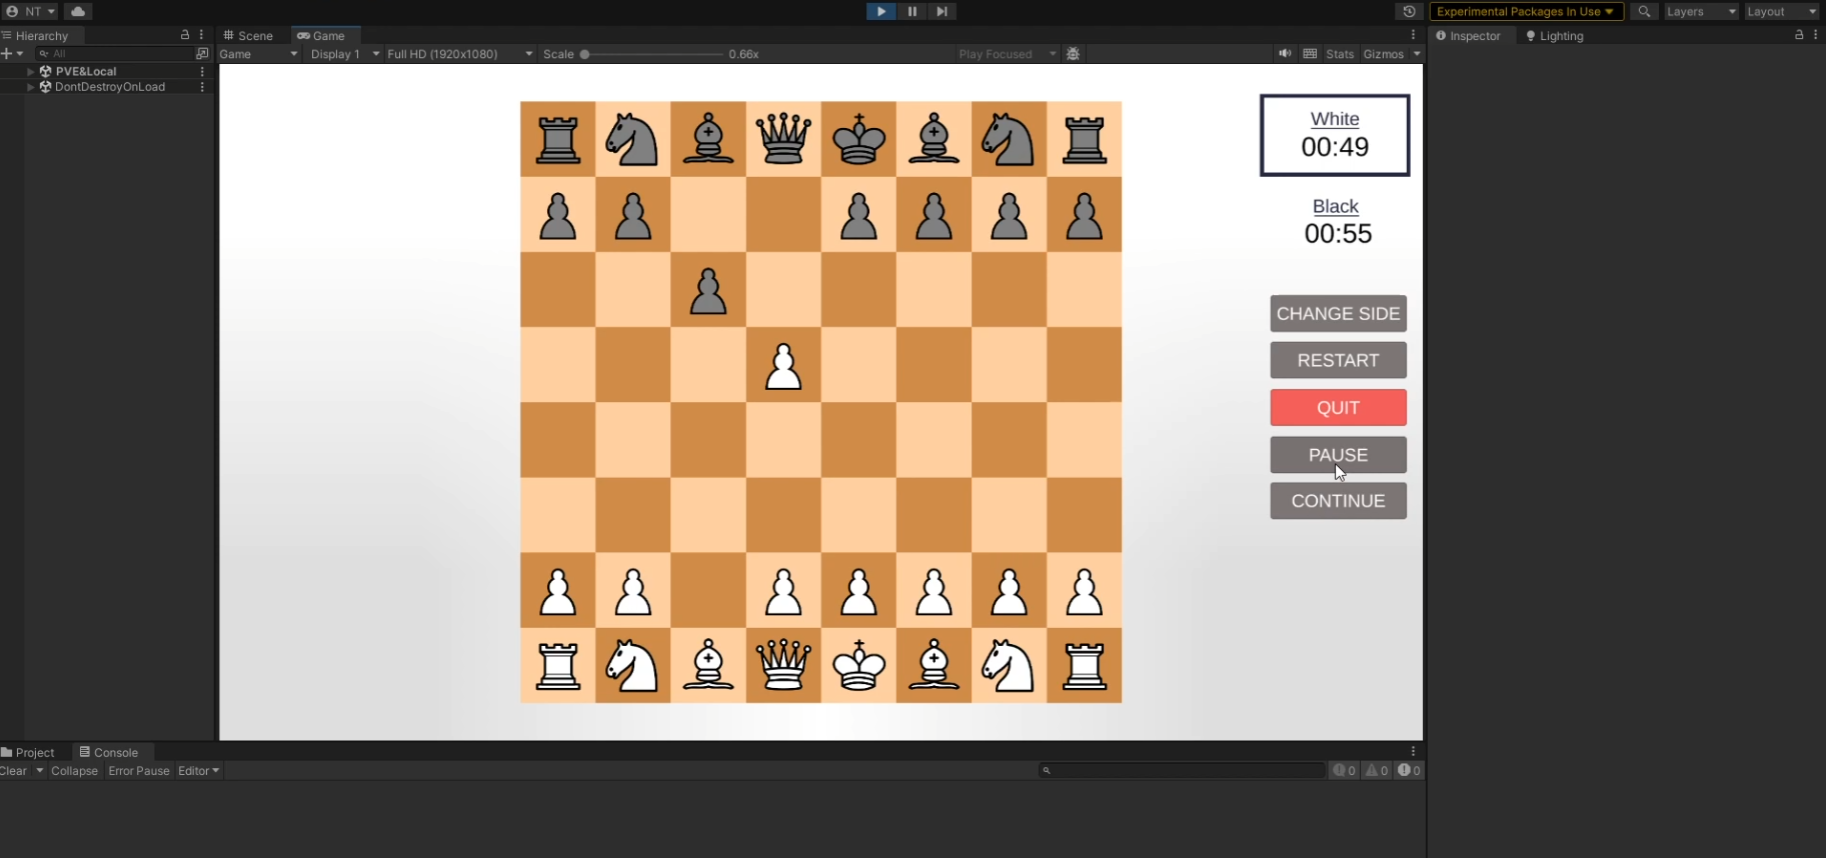 NT
Experimental Packages In Use
Layers
Layout
Hierarchy
Scene
Game
Inspector
Lighting
All
Game
Display 1
Full HD (1920x1080)
Scale
0.66x
Play Focused
Stats
Gizmos
PVE&Local
DontDestroyOnLoad
White
00:49
Black
00:55
CHANGE SIDE
RESTART
QUIT
PAUSE
CONTINUE
Project
Console
Clear
Collapse
Error Pause
Editor
0
0
0